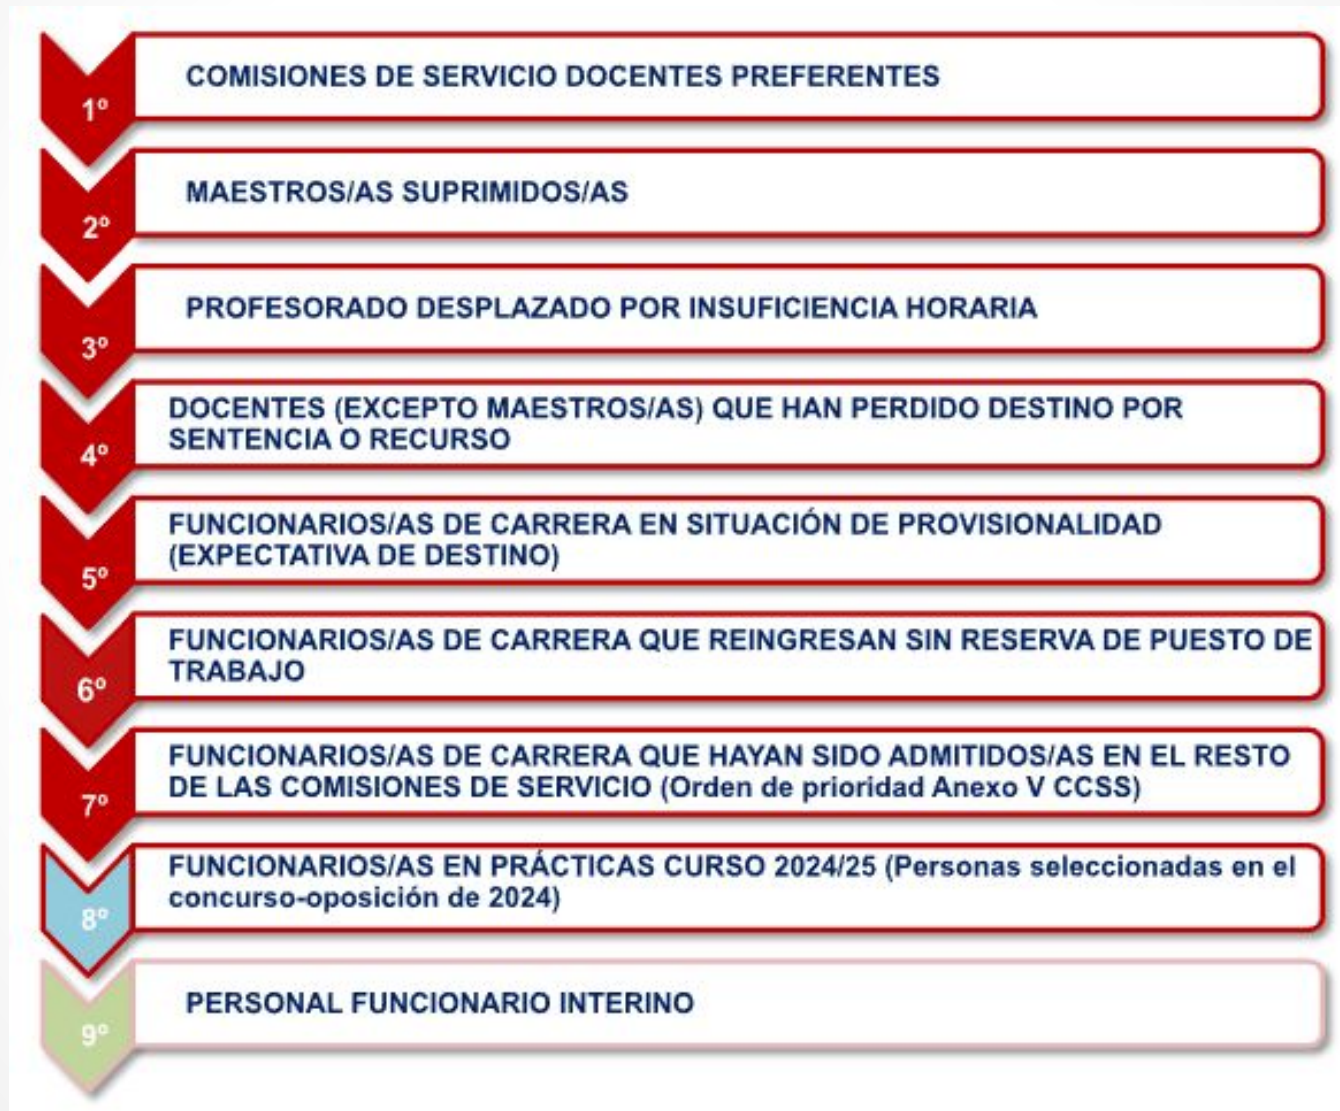 1º
COMISIONES DE SERVICIO DOCENTES PREFERENTES
2º
MAESTROS/AS SUPRIMIDOS/AS
3º
PROFESORADO DESPLAZADO POR INSUFICIENCIA HORARIA
4º
DOCENTES (EXCEPTO MAESTROS/AS) QUE HAN PERDIDO DESTINO POR
SENTENCIA O RECURSO
5º
FUNCIONARIOS/AS DE CARRERA EN SITUACIÓN DE PROVISIONALIDAD
(EXPECTATIVA DE DESTINO)
6º
FUNCIONARIOS/AS DE CARRERA QUE REINGRESAN SIN RESERVA DE PUESTO DE
TRABAJO
7º
FUNCIONARIOS/AS DE CARRERA QUE HAYAN SIDO ADMITIDOS/AS EN EL RESTO
DE LAS COMISIONES DE SERVICIO (Orden de prioridad Anexo V CCSS)
8º
FUNCIONARIOS/AS EN PRÁCTICAS CURSO 2024/25 (Personas seleccionadas en el
concurso-oposición de 2024)
9º
PERSONAL FUNCIONARIO INTERINO